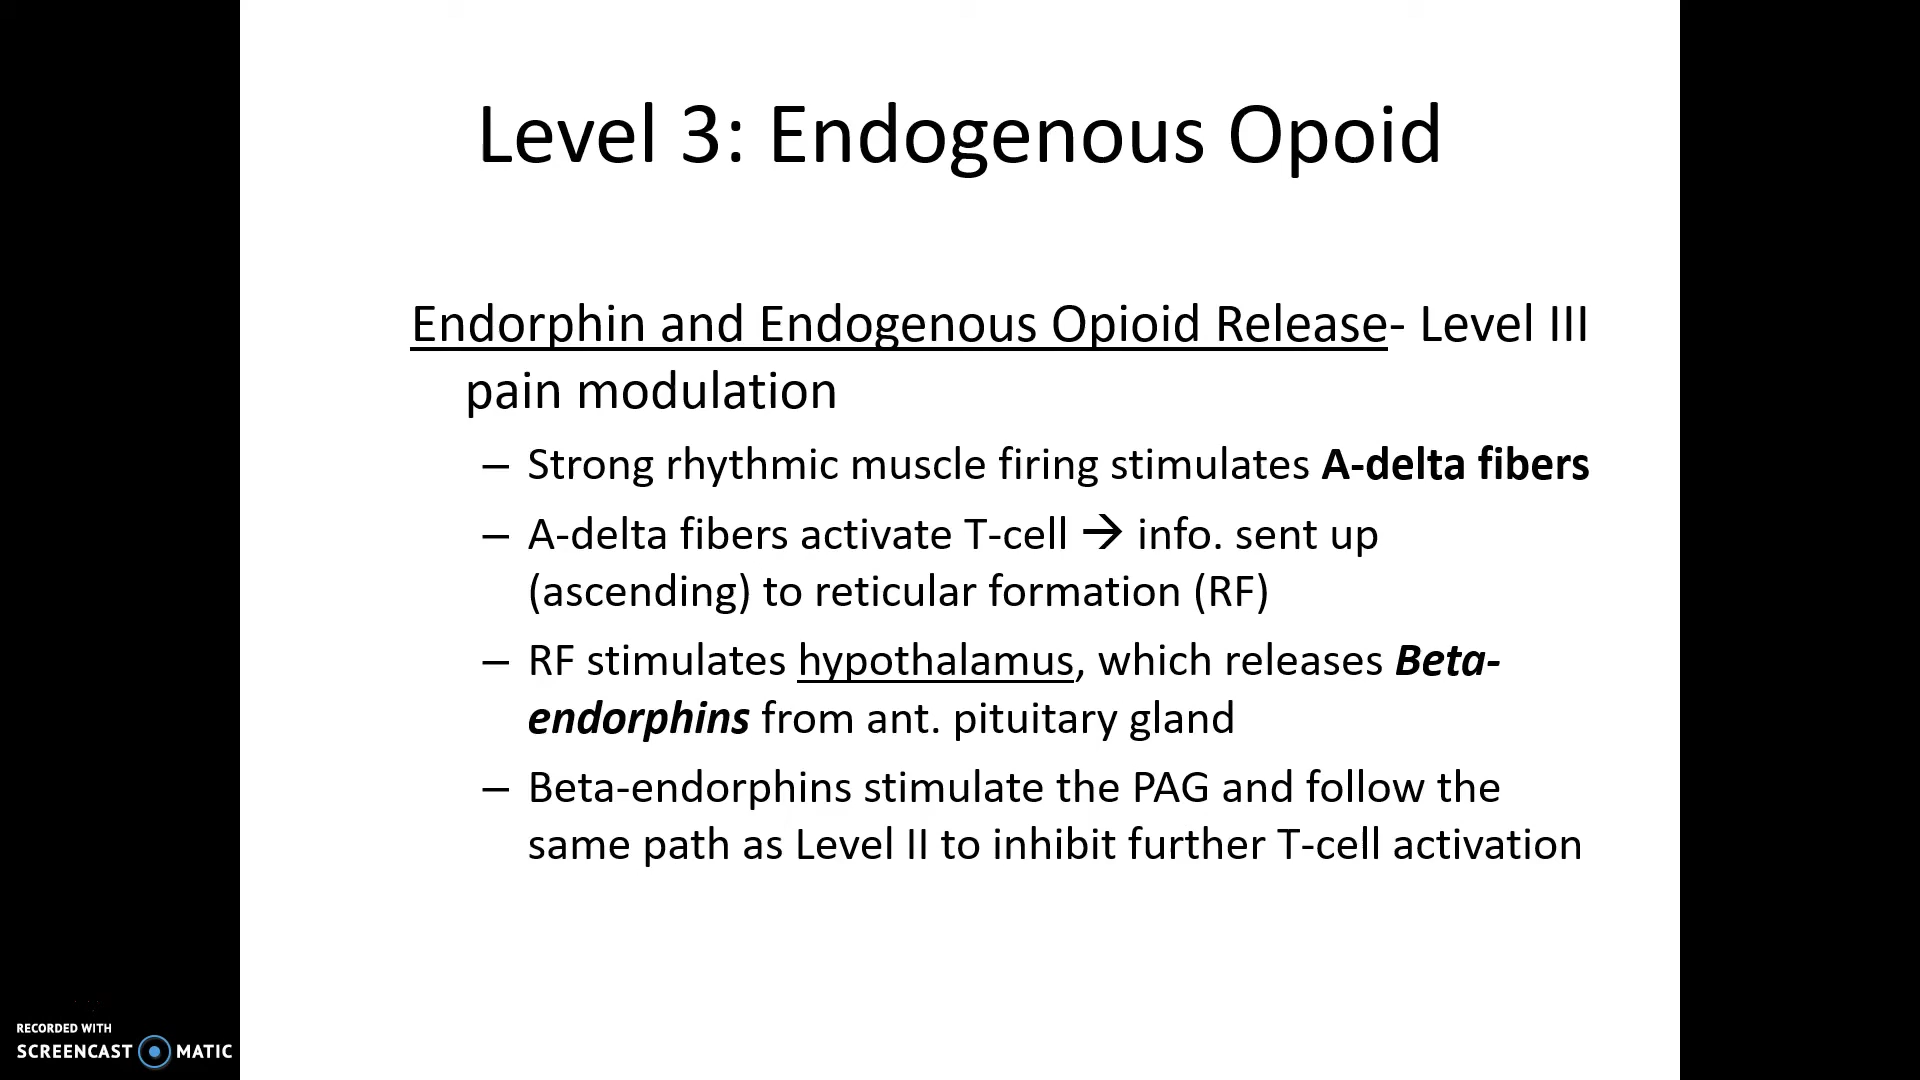 Level 3: Endogenous Opoid
Endorphin and Endogenous Opioid Release- Level III
pain modulation
– Strong rhythmic muscle firing stimulates A-delta fibers
– A-delta fibers activate T-cell → info. sent up
(ascending) to reticular formation (RF)
– RF stimulates hypothalamus, which releases Beta-
endorphins from ant. pituitary gland
– Beta-endorphins stimulate the PAG and follow the
same path as Level II to inhibit further T-cell activation
RECORDED WITH
SCREENCAST MATIC